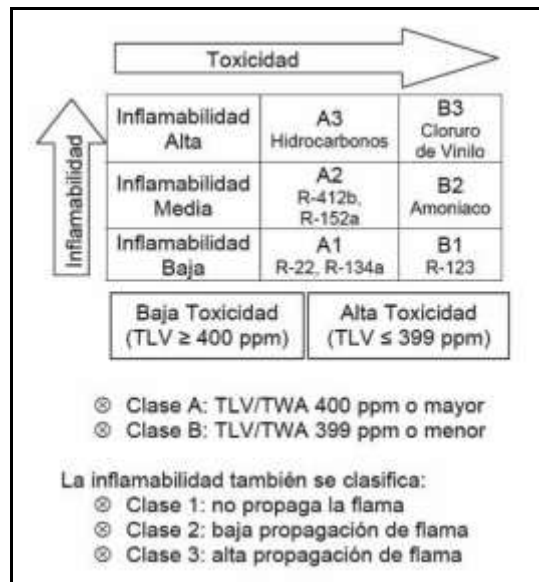 Toxicidad
Inflamabilidad
Inflamabilidad
Alta
A3
Hidrocarbonos
B3
Cloruro
de Vinilo
Inflamabilidad
Media
A2
R-412b,
R-152a
B2
Amoniaco
Inflamabilidad
Baja
A1
R-22, R-134a
B1
R-123
Baja Toxicidad
(TLV ≥ 400 ppm)
Alta Toxicidad
(TLV ≤ 399 ppm)
⊗ Clase A: TLV/TWA 400 ppm o mayor
⊗ Clase B: TLV/TWA 399 ppm o menor
La inflamabilidad también se clasifica:
⊗ Clase 1: no propaga la flama
⊗ Clase 2: baja propagación de flama
⊗ Clase 3: alta propagación de flama